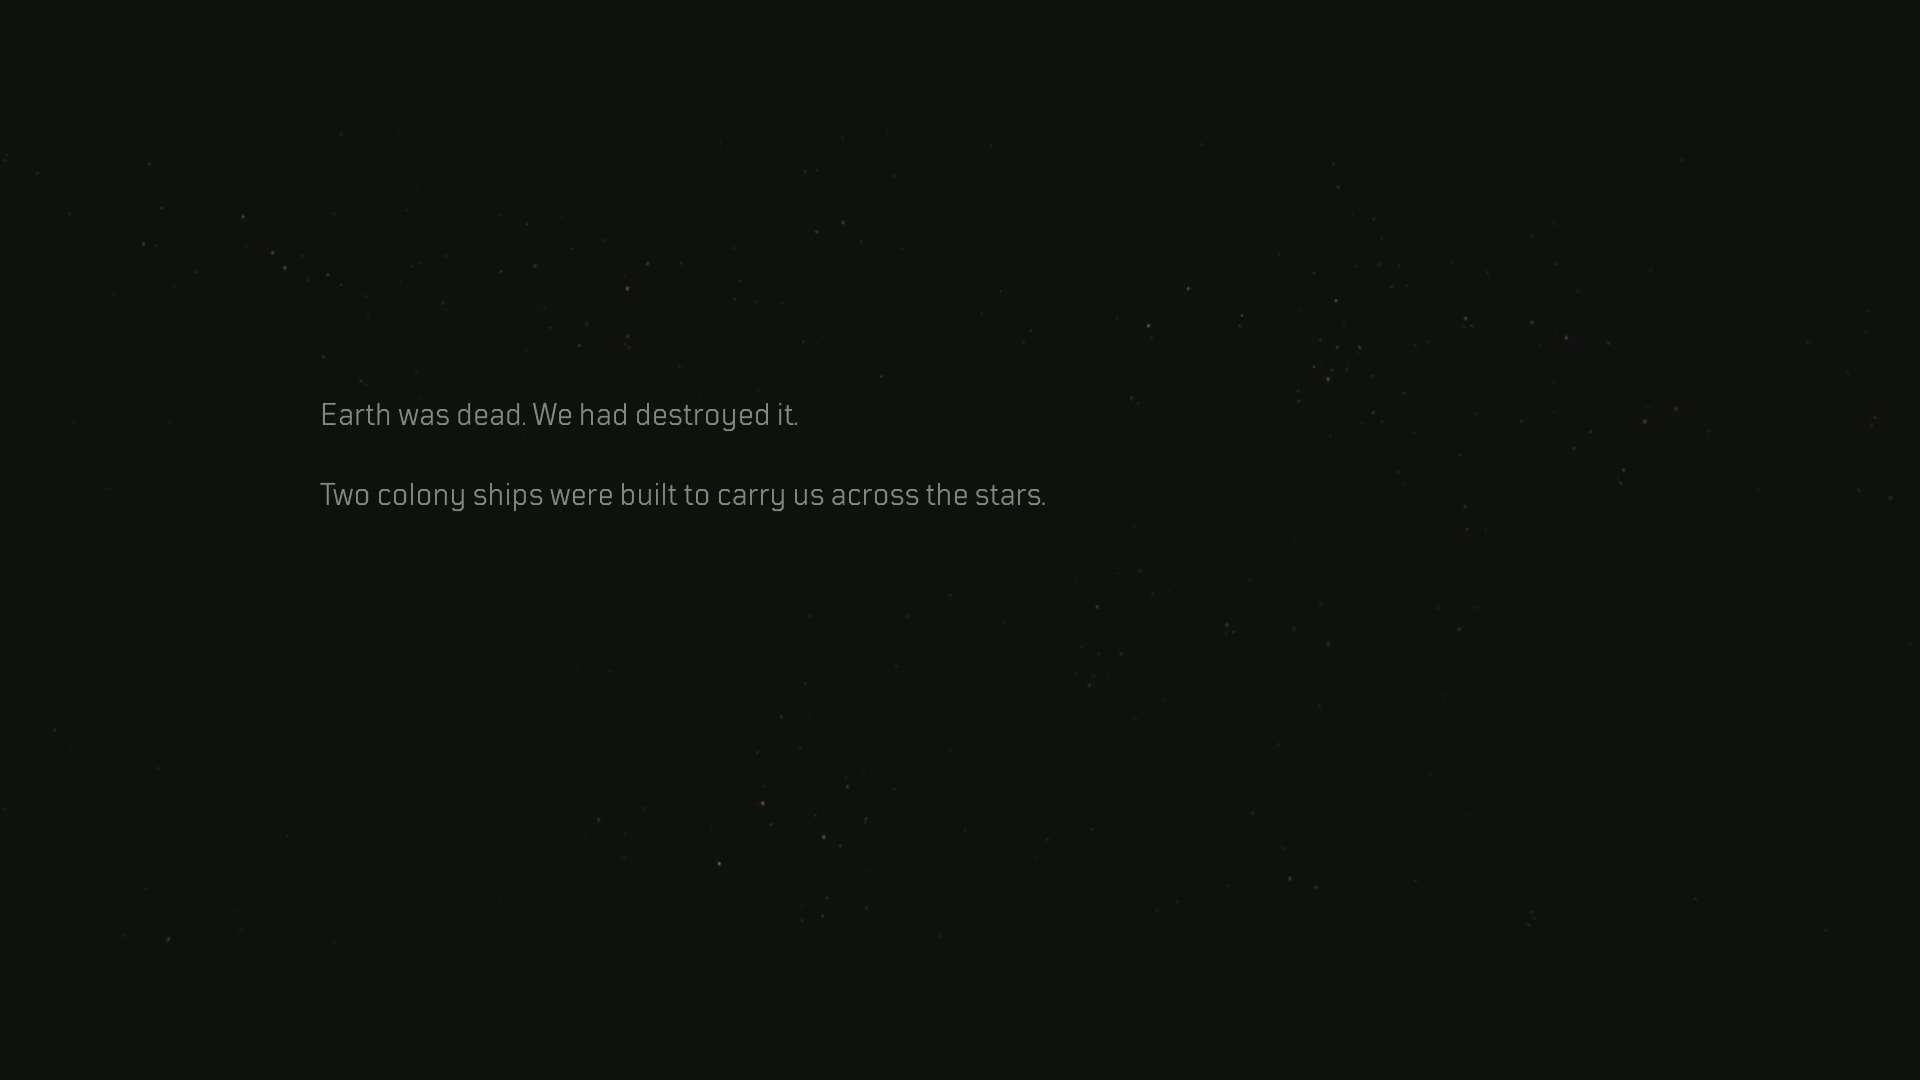 Earth was dead. We had destroyed it.
Two colony ships were built to carry us across the stars.